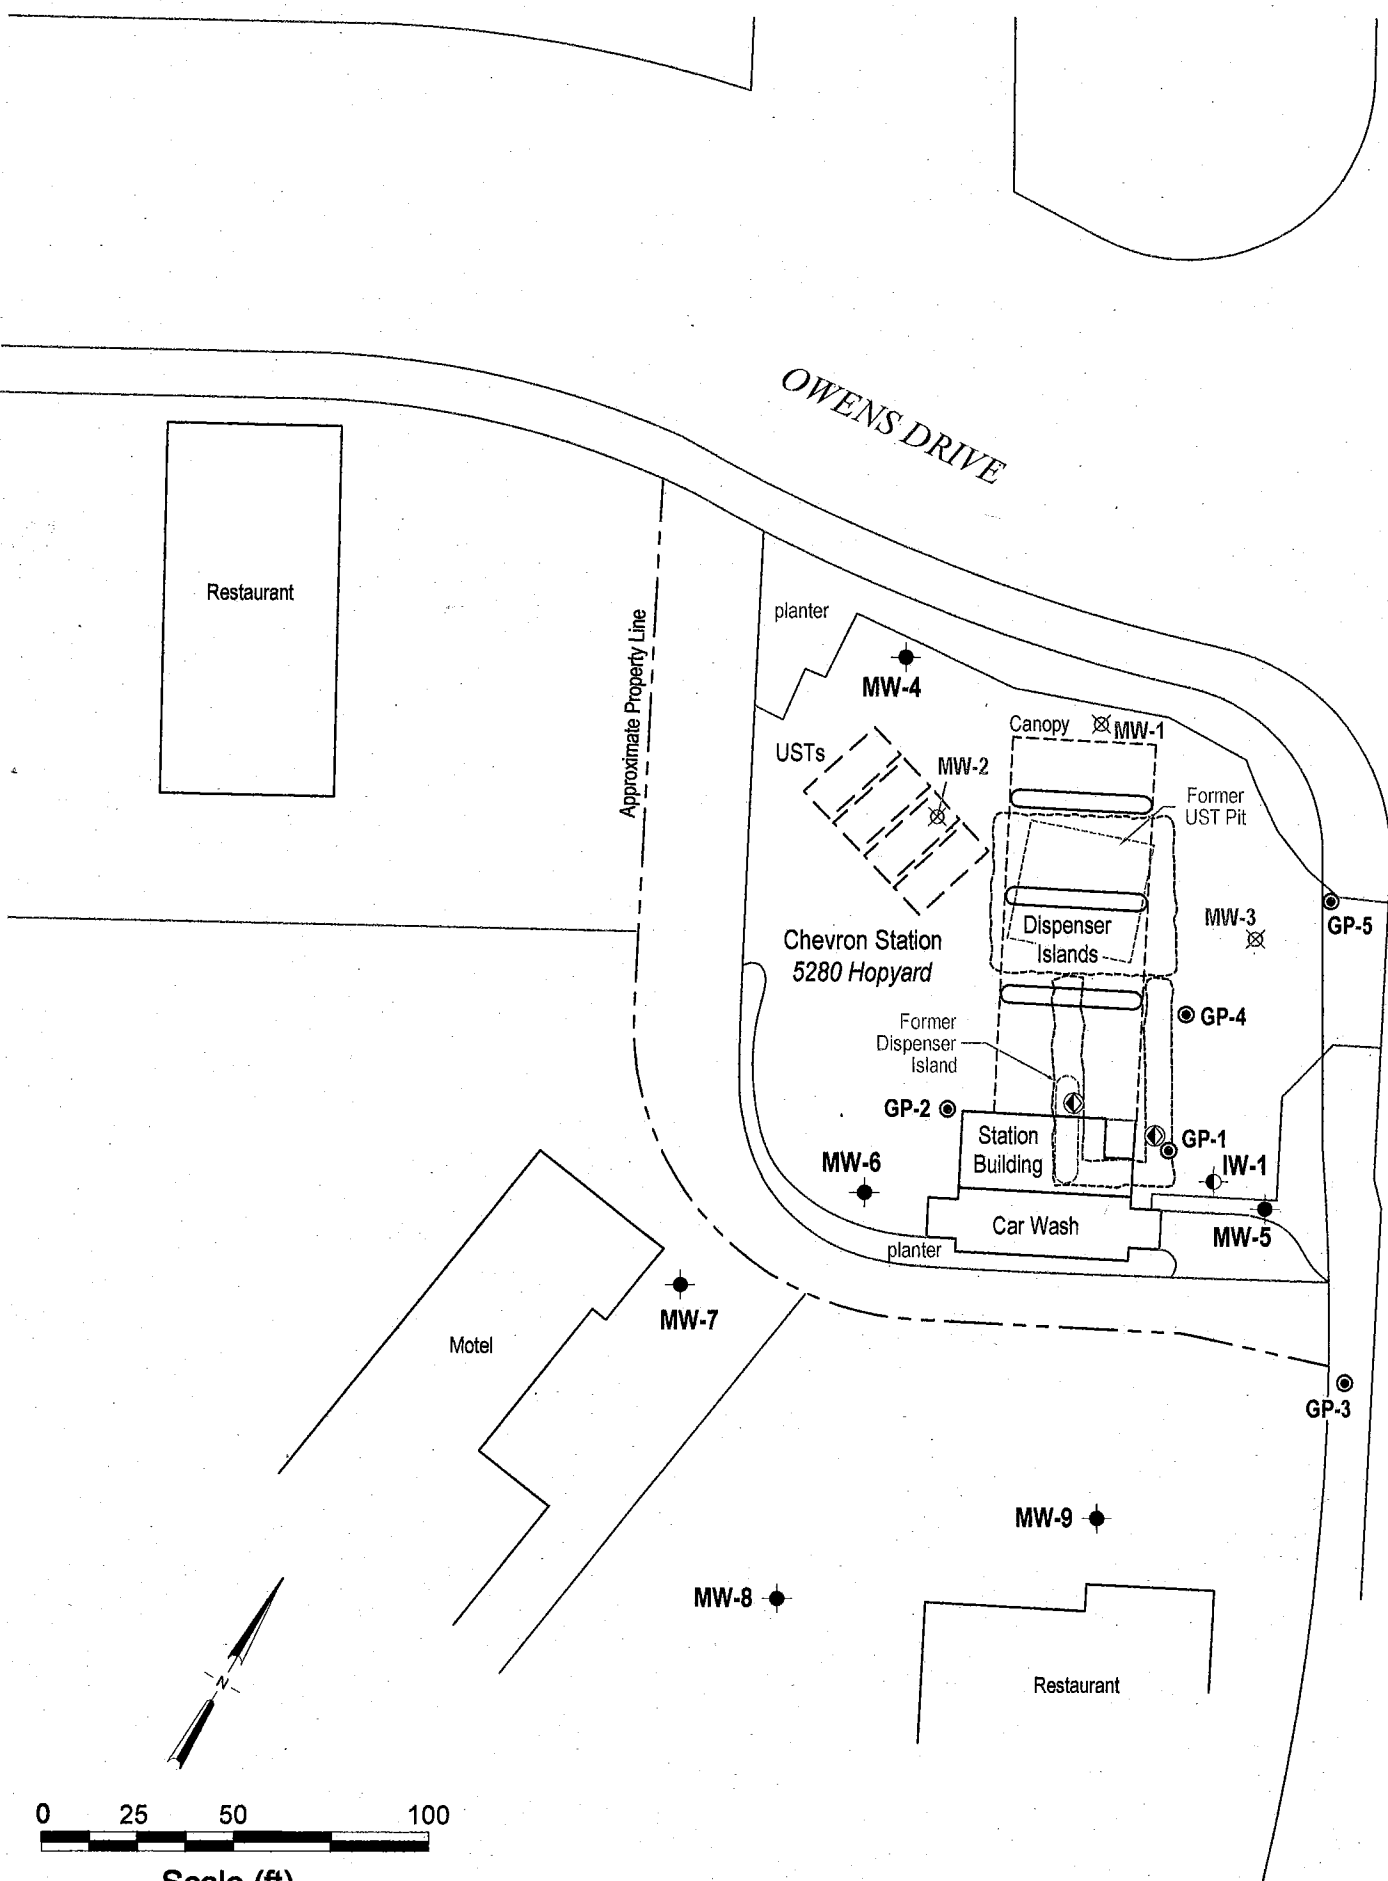 OWENS DRIVE
Restaurant
Approximate Property Line
planter
MW-4
Canopy
MW-1
USTs
MW-2
Former
UST Pit
MW-3
GP-5
Chevron Station
5280 Hopyard
Dispenser
Islands
GP-4
Former
Dispenser
Island
GP-2
Station
Building
GP-1
MW-6
IW-1
Car Wash
MW-5
planter
MW-7
Motel
GP-3
MW-9
MW-8
Restaurant
N
0 25 50 100
Scale (ft)